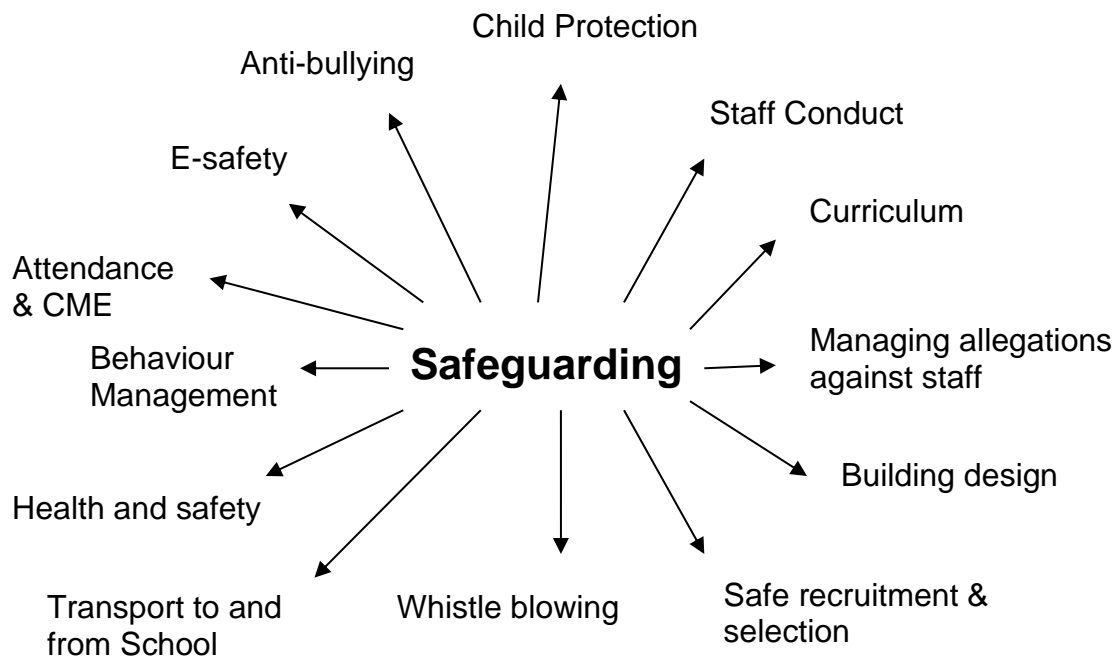 Child Protection
Anti-bullying
Staff Conduct
E-safety
Curriculum
Attendance
& CME
Managing allegations
against staff
Behaviour
Management
Safeguarding
Building design
Health and safety
Transport to and
from School
Whistle blowing
Safe recruitment &
selection